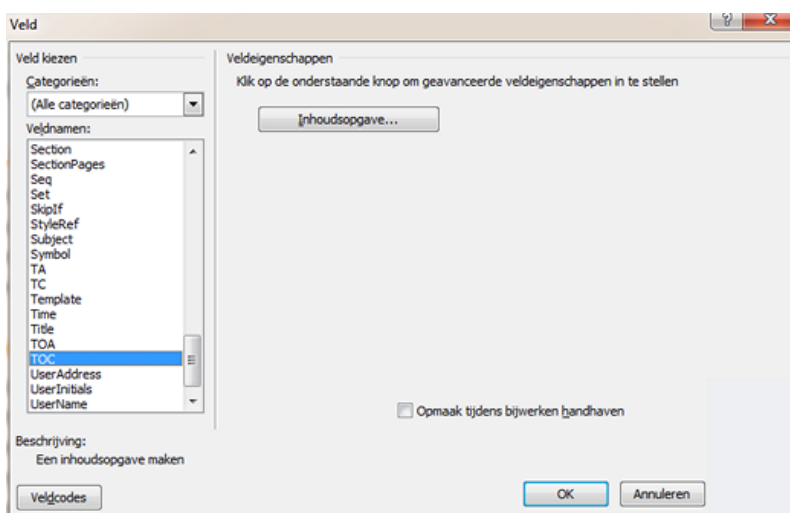 Veld
Veld kiezen
Categorieën:
(Alle categorieën)
Veldnamen:
Section
SectionPages
Seq
Set
SkipIf
StyleRef
Subject
Symbol
TA
TC
Template
Time
Title
TOA
TOC
UserAddress
UserInitials
UserName
Beschrijving:
Een inhoudsopgave maken
Veldcodes
Veldeigenschappen
Klik op de onderstaande knop om geavanceerde veldeigenschappen in te stellen
Inhoudsopgave...
Opmaak tijdens bijwerken handhaven
OK
Annuleren